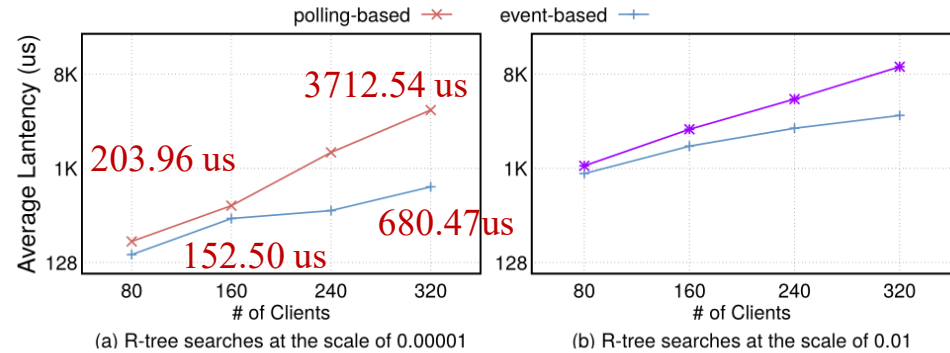 polling-based event-based
Average Lantency (us)
8K
1K
128
3712.54 us
203.96 us
680.47us
152.50 us
80 160 240 320
# of Clients
(a) R-tree searches at the scale of 0.00001
8K
1K
128
80 160 240 320
# of Clients
(b) R-tree searches at the scale of 0.01